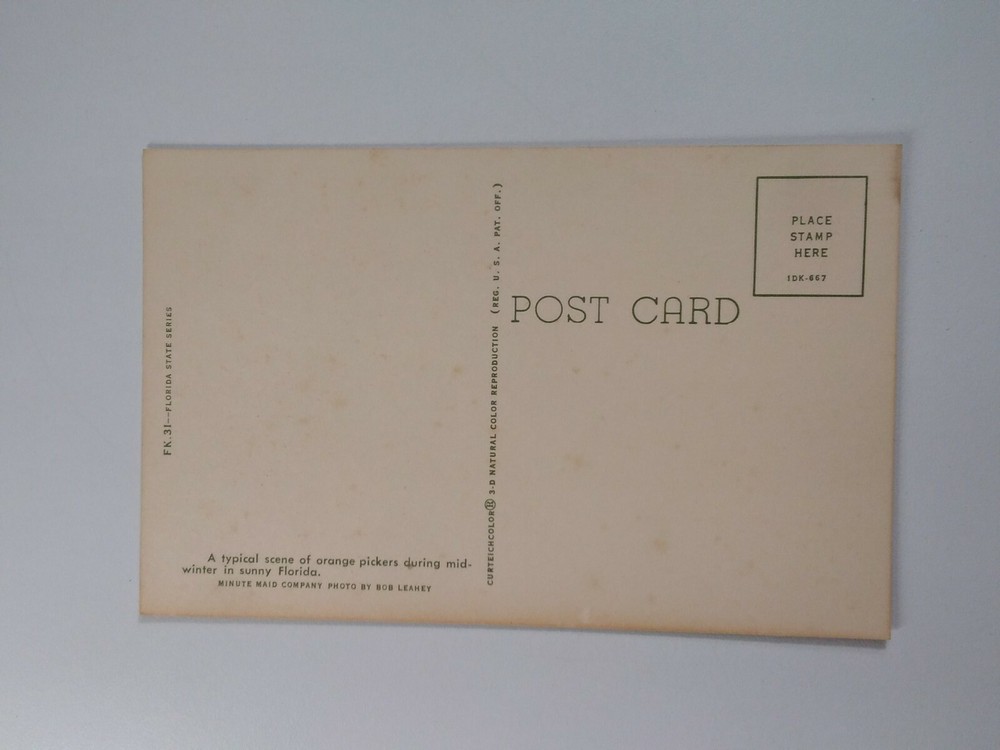 FK.31—FLORIDA STATE SERIES
A typical scene of orange pickers during mid-
winter in sunny Florida.
MINUTE MAID COMPANY PHOTO BY BOB LEAHEY
CURTEICHCOLOR® 3-D NATURAL COLOR REPRODUCTION (REG. U. S. A. PAT. OFF.)
POST CARD
PLACE
STAMP
HERE
1DK-667